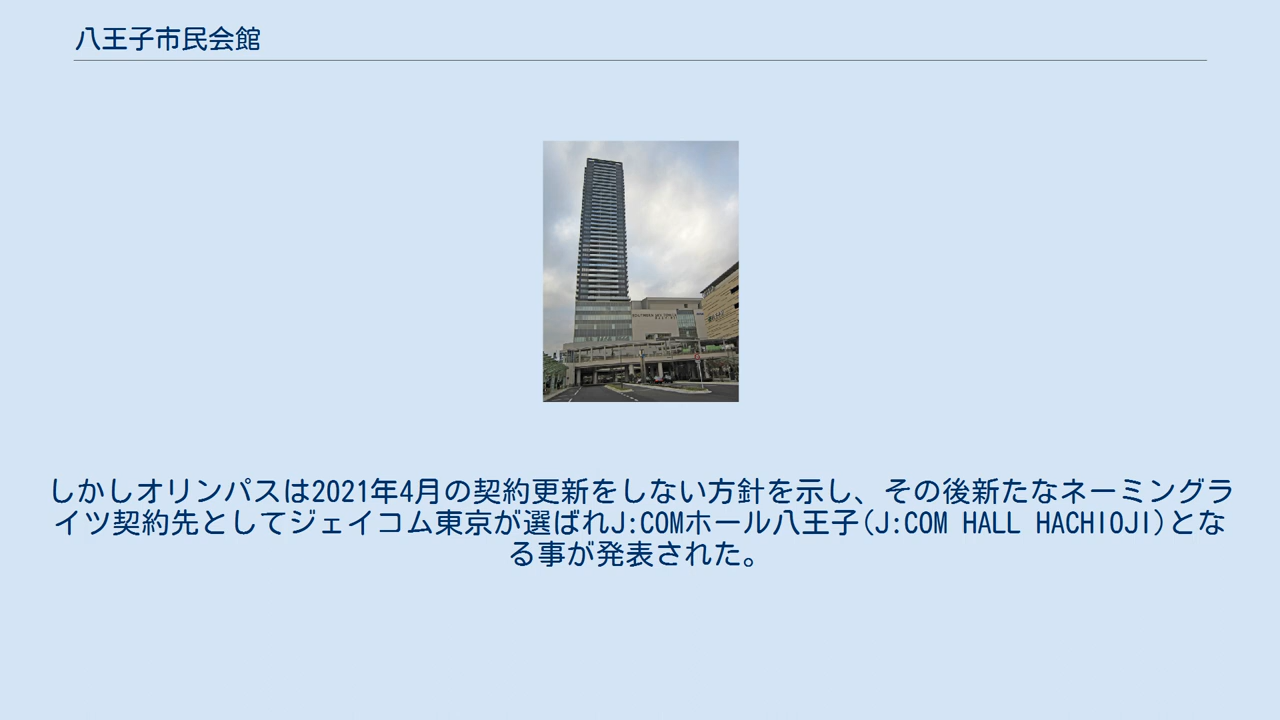 八王子市民会館
しかしオリンパスは2021年4月の契約更新をしない方針を示し、その後新たなネーミングラ
イツ契約先としてジェイコム東京が選ばれJ:COMホール八王子(J:COM HALL HACHIOJI)とな
る事が発表された。